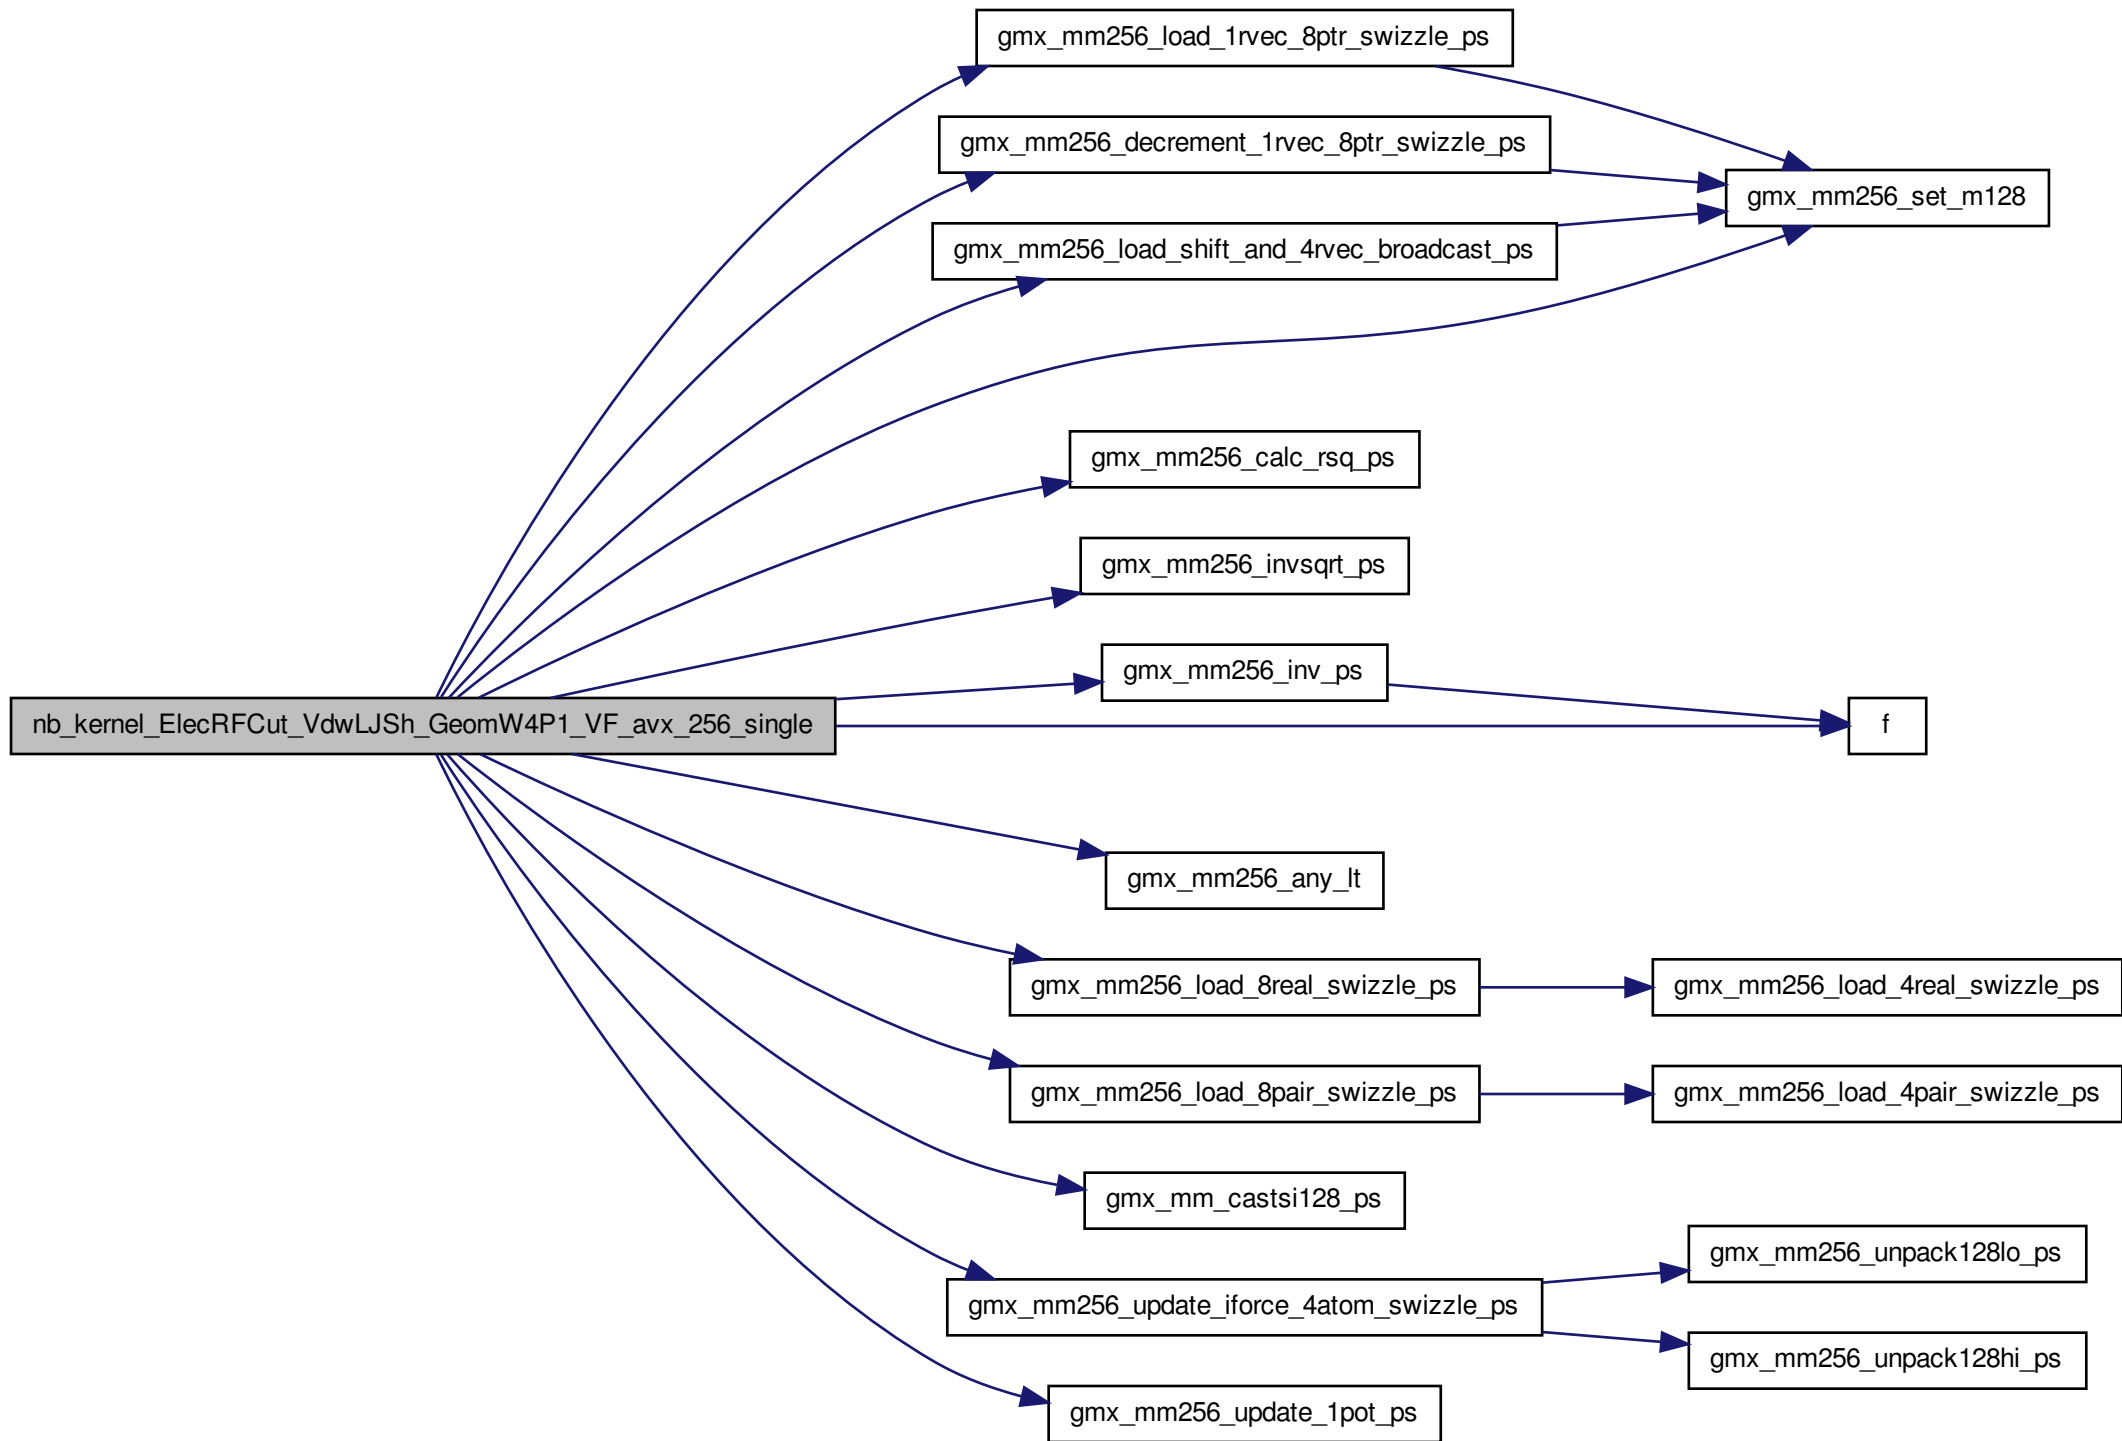 gmx_mm256_load_1rvec_8ptr_swizzle_ps
gmx_mm256_decrement_1rvec_8ptr_swizzle_ps
gmx_mm256_set_m128
gmx_mm256_load_shift_and_4rvec_broadcast_ps
gmx_mm256_calc_rsq_ps
gmx_mm256_invsqrt_ps
gmx_mm256_inv_ps
nb_kernel_ElecRFCut_VdwLJSh_GeomW4P1_VF_avx_256_single
f
gmx_mm256_any_lt
gmx_mm256_load_8real_swizzle_ps
gmx_mm256_load_4real_swizzle_ps
gmx_mm256_load_8pair_swizzle_ps
gmx_mm256_load_4pair_swizzle_ps
gmx_mm_castsi128_ps
gmx_mm256_unpack128lo_ps
gmx_mm256_update_iforce_4atom_swizzle_ps
gmx_mm256_unpack128hi_ps
gmx_mm256_update_1pot_ps